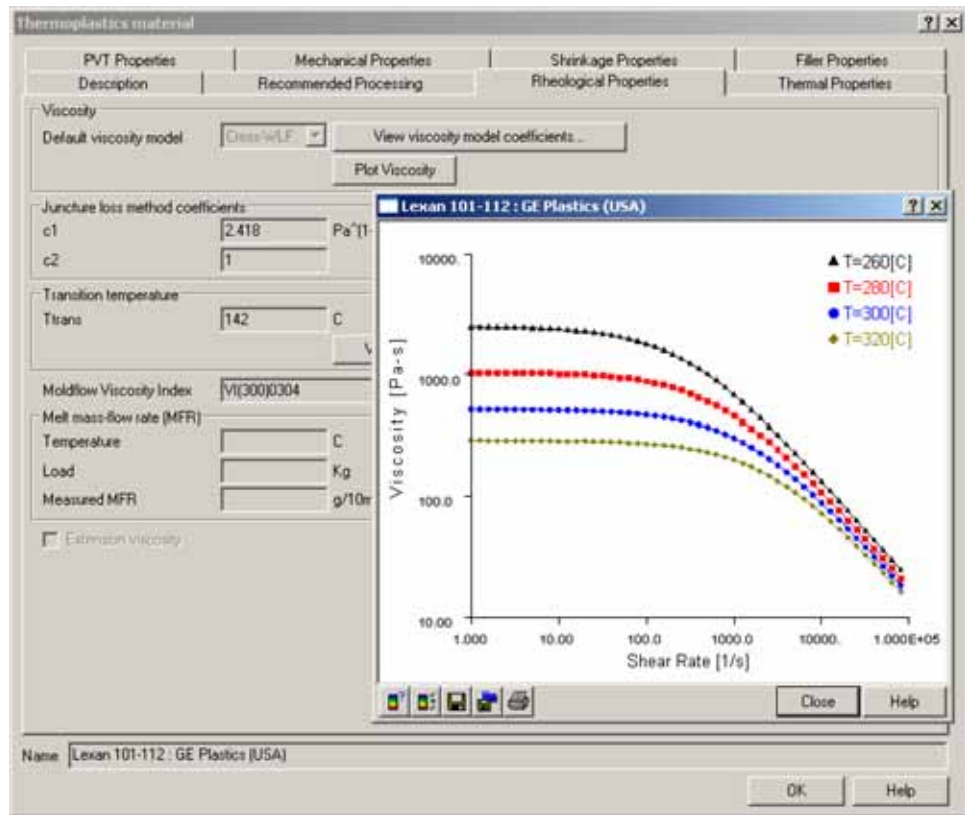 Thermoplastics material
PVT Properties Mechanical Properties Shrinkage Properties Filler Properties
Description Recommended Processing Rheological Properties Thermal Properties
Viscosity
Default viscosity model Cross-WLF View viscosity model coefficients...
Plot Viscosity
Juncture loss method coefficients
c1 2.418 Pa^(1-
c2 1
Transition temperature
Ttrans 142 C
V
Moldflow Viscosity Index VI(300)0304
Melt mass-flow rate (MFR)
Temperature C
Load Kg
Measured MFR g/10m
Extension viscosity
Lexan 101-112 : GE Plastics (USA)
T=260[C]
T=280[C]
T=300[C]
T=320[C]
Viscosity [Pa-s]
10000.
1000.0
100.0
10.00
1.000 10.00 100.0 1000.0 10000. 1.000E+05
Shear Rate [1/s]
Close Help
Name Lexan 101-112 : GE Plastics (USA)
OK Help